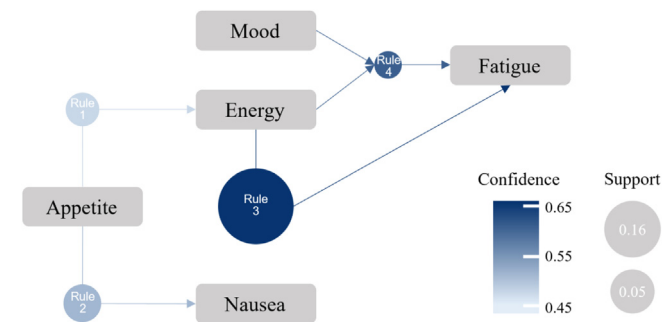 Mood
Rule
4
Fatigue
Rule
1
Energy
Rule
3
Appetite
Rule
2
Nausea
Confidence
0.65
0.55
0.45
Support
0.16
0.05